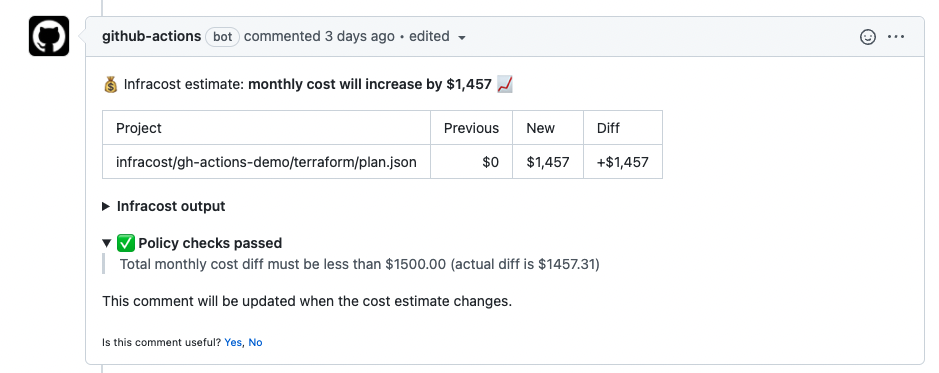 github-actions bot commented 3 days ago • edited
Infracost estimate: monthly cost will increase by $1,457
Project Previous New Diff
infracost/gh-actions-demo/terraform/plan.json $0 $1,457 +$1,457
Infracost output
Policy checks passed
Total monthly cost diff must be less than $1500.00 (actual diff is $1457.31)
This comment will be updated when the cost estimate changes.
Is this comment useful? Yes, No